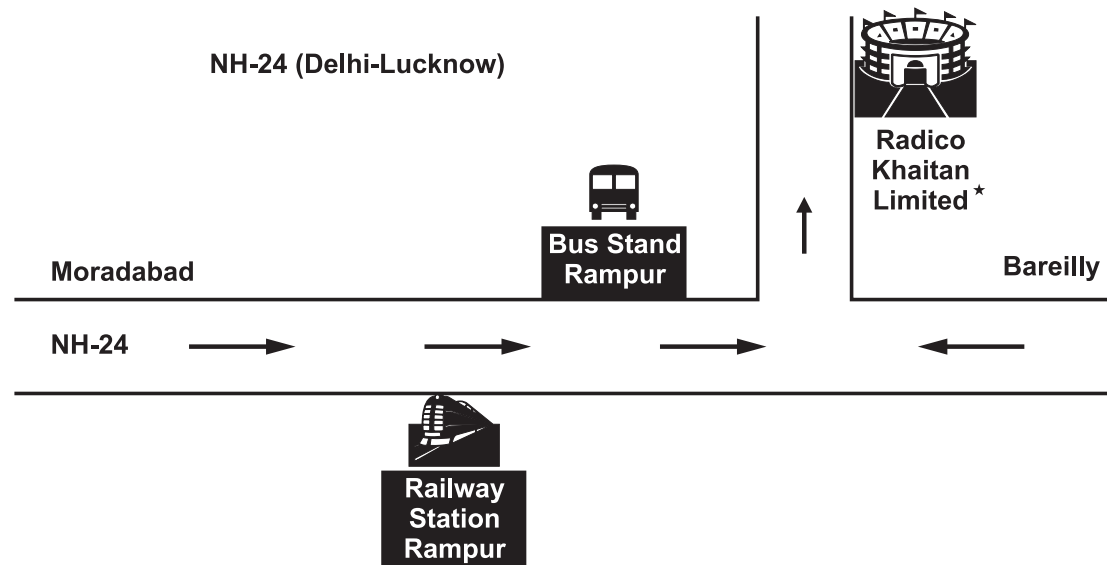 NH-24 (Delhi-Lucknow)
Radico
Khaitan
Limited★
Bus Stand
Rampur
Moradabad
Bareilly
NH-24
Railway
Station
Rampur